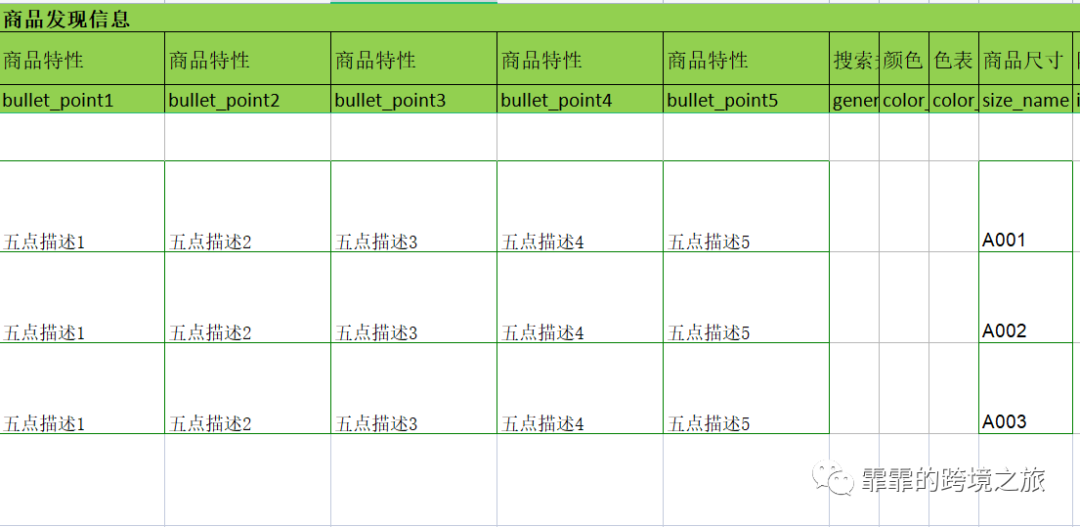 商品发现信息
商品特性 商品特性 商品特性 商品特性 商品特性 搜索 颜色 色表 商品尺寸
bullet_point1 bullet_point2 bullet_point3 bullet_point4 bullet_point5 gener color_ color_ size_name
五点描述1 五点描述2 五点描述3 五点描述4 五点描述5 A001
五点描述1 五点描述2 五点描述3 五点描述4 五点描述5 A002
五点描述1 五点描述2 五点描述3 五点描述4 五点描述5 A003
霏霏的跨境之旅